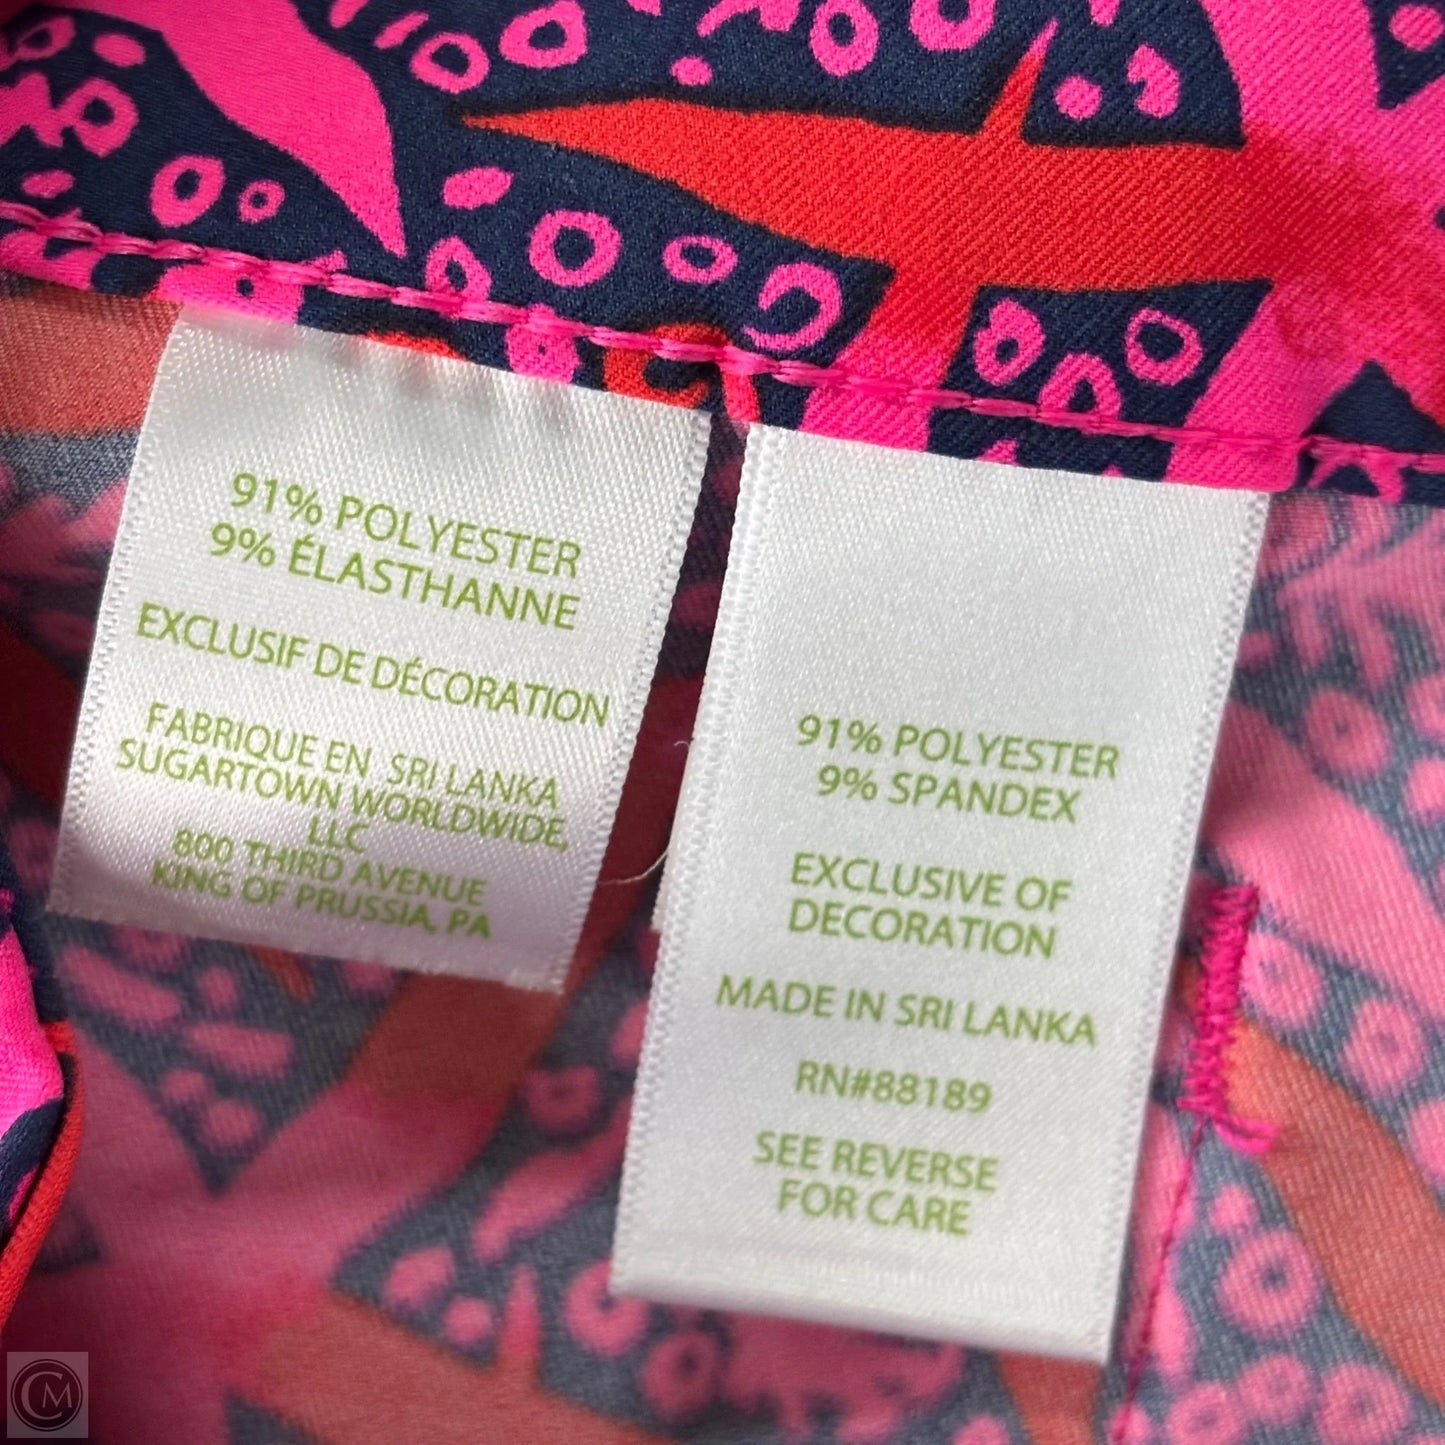 91% POLYESTER
9% ÉLASTHANNE
EXCLUSIF DE DÉCORATION
FABRIQUE EN SRI LANKA
SUGARTOWN WORLDWIDE,
LLC
800 THIRD AVENUE
KING OF PRUSSIA, PA
91% POLYESTER
9% SPANDEX
EXCLUSIVE OF
DECORATION
MADE IN SRI LANKA
RN#88189
SEE REVERSE
FOR CARE
CM